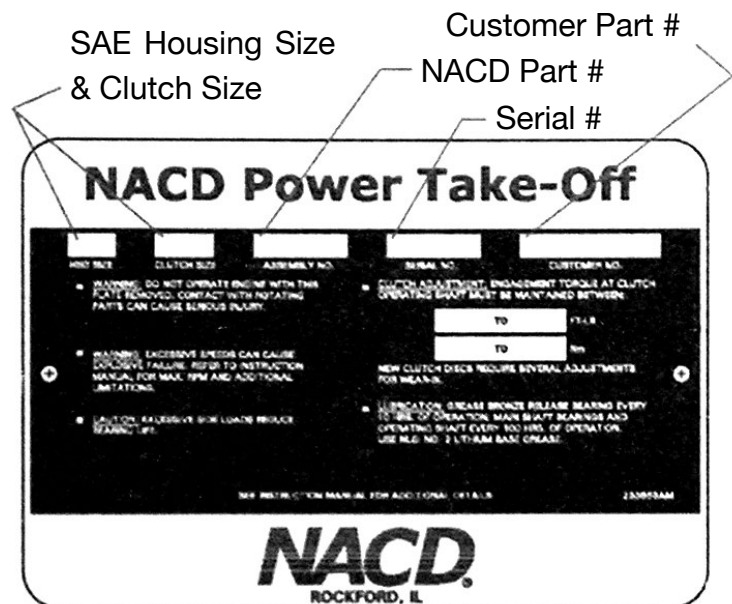 Customer Part #
SAE Housing Size
& Clutch Size
NACD Part #
Serial #
NACD Power Take-Off
HSG SIZE CLUTCH SIZE ASSEMBLY NO. SERIAL NO. CUSTOMER NO.
WARNING: DO NOT OPERATE ENGINE WITH THIS
PLATE REMOVED. CONTACT WITH ROTATING
PARTS CAN CAUSE SERIOUS INJURY.
WARNING: EXCESSIVE SPEEDS CAN CAUSE
EXPLOSIVE FAILURE. REFER TO INSTRUCTION
MANUAL FOR MAX. RPM AND ADDITIONAL
LIMITATIONS.
CAUTION: EXCESSIVE SIDE LOADS REDUCE
BEARING LIFE.
CLUTCH ADJUSTMENT: ENGAGEMENT TORQUE AT CLUTCH
OPERATING SHAFT MUST BE MAINTAINED BETWEEN:
TO FT-LB
TO Nm
NEW CLUTCH DISCS REQUIRE SEVERAL ADJUSTMENTS
FOR WEAR-IN.
LUBRICATION: GREASE BRONZE RELEASE BEARING EVERY
10 HRS. OF OPERATION, MAIN SHAFT BEARINGS AND
OPERATING SHAFT EVERY 100 HRS. OF OPERATION.
USE NLGI NO. 2 LITHIUM BASE GREASE.
SEE INSTRUCTION MANUAL FOR ADDITIONAL DETAILS
NACD
ROCKFORD, IL